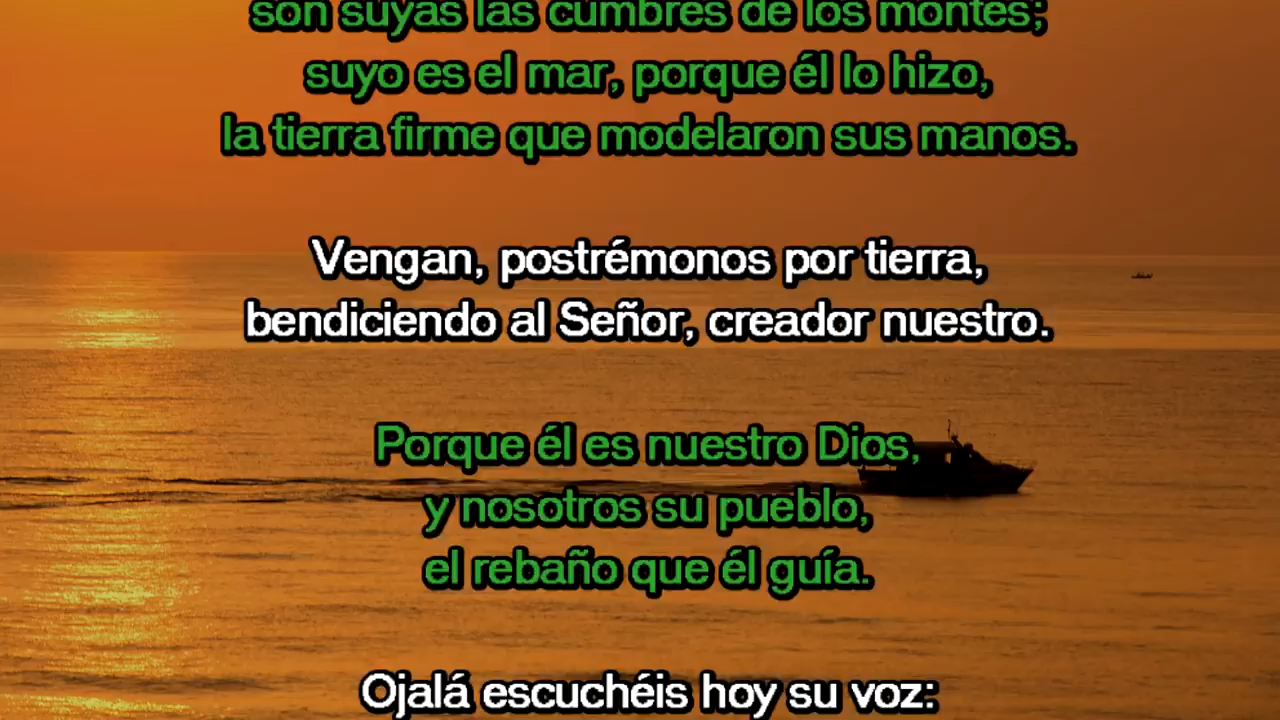 son suyas las cumbres de los montes;
suyo es el mar, porque él lo hizo,
la tierra firme que modelaron sus manos.
Vengan, postrémonos por tierra,
bendiciendo al Señor, creador nuestro.
Porque él es nuestro Dios,
y nosotros su pueblo,
el rebaño que él guía.
Ojalá escuchéis hoy su voz: